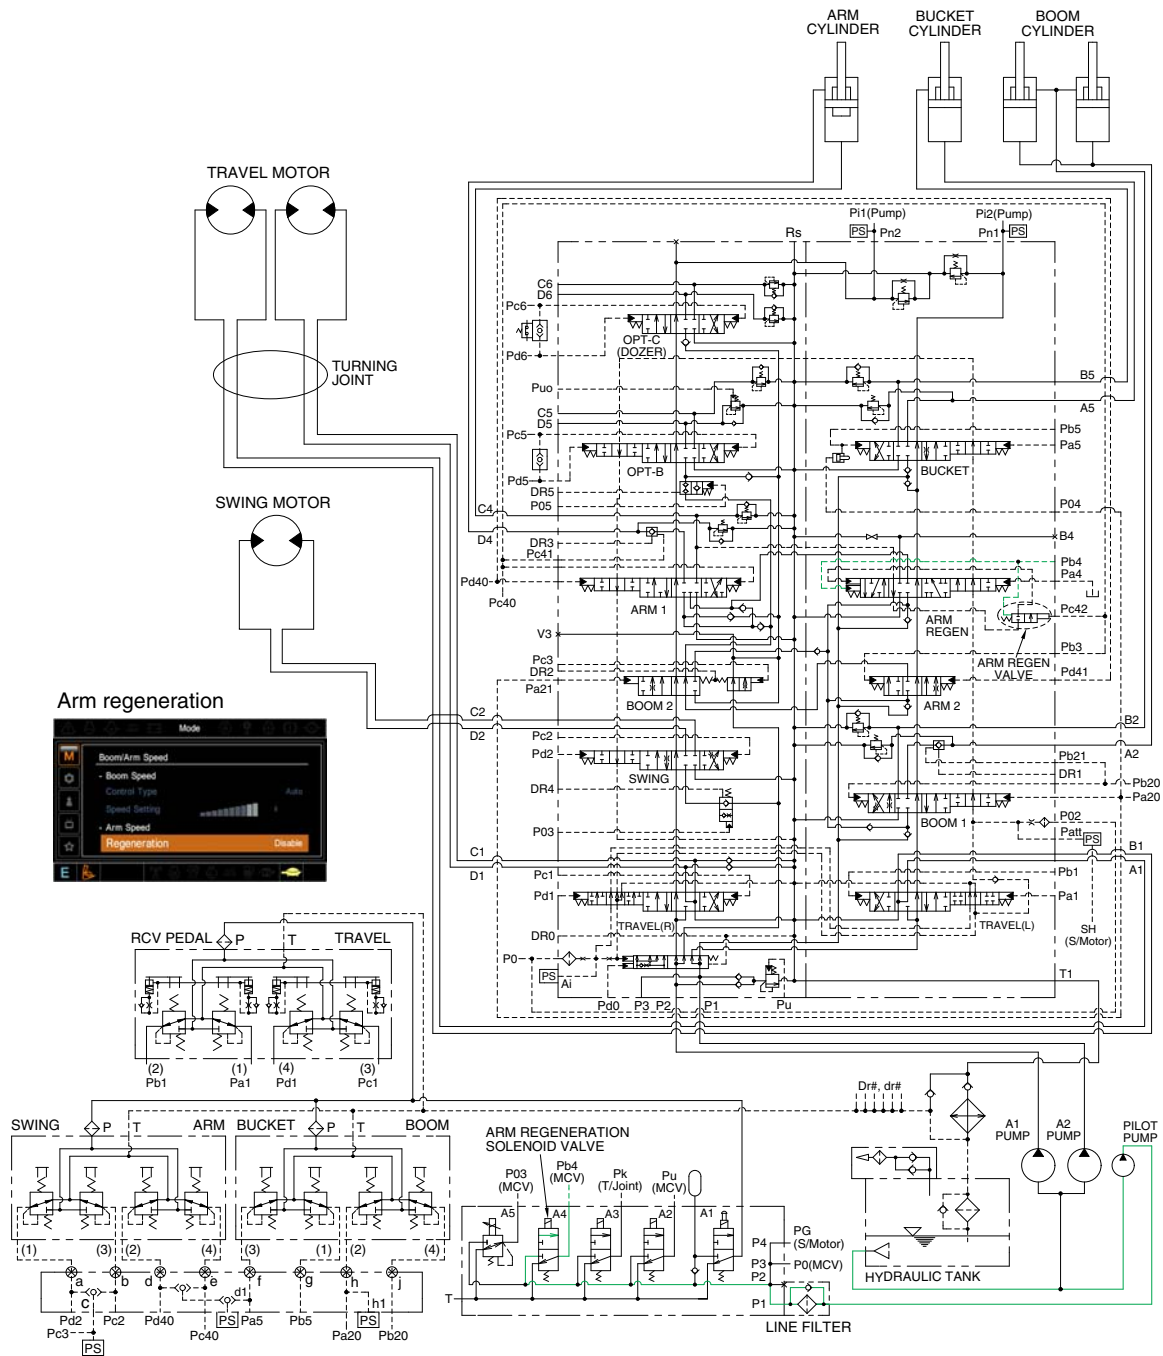 ARM
CYLINDER
BUCKET
CYLINDER
BOOM
CYLINDER
TRAVEL MOTOR
TURNING
JOINT
SWING MOTOR
Pi1(Pump)
PS
Pn2
Rs
Pi2(Pump)
Pn1
PS
C6
D6
Pc6
Pd6
OPT-C
(DOZER)
Puo
C5
D5
Pc5
Pd5
OPT-B
DR5
P05
B5
A5
Pb5
Pa5
BUCKET
P04
C4
D4
DR3
Pc41
Pd40
Pc40
ARM 1
B4
Pb4
Pa4
ARM
REGEN
Pc42
ARM REGEN
VALVE
V3
Pc3
DR2
Pa21
BOOM 2
Pb3
Pd41
ARM 2
C2
D2
Pc2
Pd2
SWING
B2
A2
Pb21
DR1
Pb20
Pa20
BOOM 1
DR4
P03
P02
Patt
PS
C1
D1
Pc1
Pd1
TRAVEL(R)
B1
A1
Pb1
Pa1
TRAVEL(L)
SH
(S/Motor)
DR0
P0
PS
Ai
Pd0
P3
P2
P1
Pu
T1
Arm regeneration
Mode
M
Boom/Arm Speed
- Boom Speed
Control Type
Auto
Speed Setting
- Arm Speed
Regeneration
Disable
E
RCV PEDAL
P
T
TRAVEL
(2)
Pb1
(1)
Pa1
(4)
Pd1
(3)
Pc1
SWING
P
T
ARM
BUCKET
P
T
BOOM
(1)
(3)
(2)
(4)
(3)
(1)
(2)
(4)
a
b
d
e
f
g
h
j
c
d1
h1
Pd2
Pc2
Pd40
PS
Pa5
Pb5
PS
Pc3
Pc40
Pa20
Pb20
PS
ARM REGENERATION
SOLENOID VALVE
P03
(MCV)
Pb4
(MCV)
Pk
(T/Joint)
Pu
(MCV)
A5
A4
A3
A2
A1
P4
PG
(S/Motor)
P3
P0(MCV)
P2
P1
T
LINE FILTER
Dr#, dr#
HYDRAULIC TANK
A1
PUMP
A2
PUMP
PILOT
PUMP